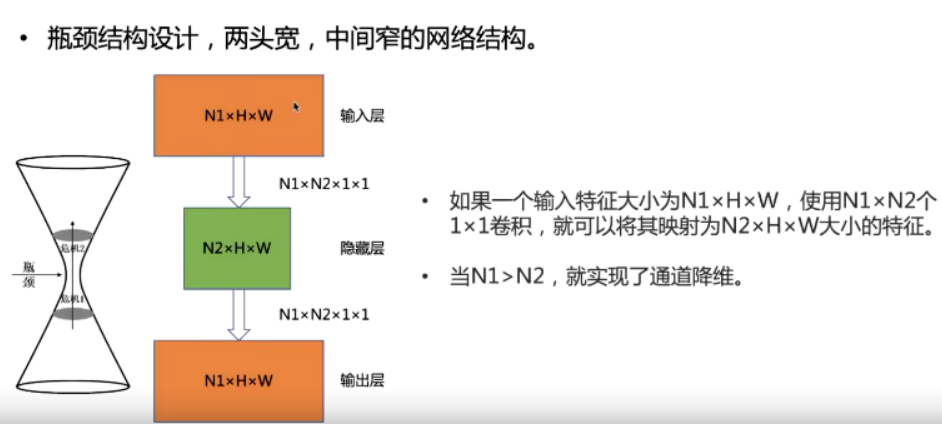 • 瓶颈结构设计，两头宽，中间窄的网络结构。
N1×H×W
输入层
N1×N2×1×1
• 如果一个输入特征大小为N1×H×W，使用N1×N2个
1×1卷积，就可以将其映射为N2×H×W大小的特征。
危机2
N2×H×W
隐藏层
瓶
颈
• 当N1>N2，就实现了通道降维。
危机1
N1×N2×1×1
N1×H×W
输出层